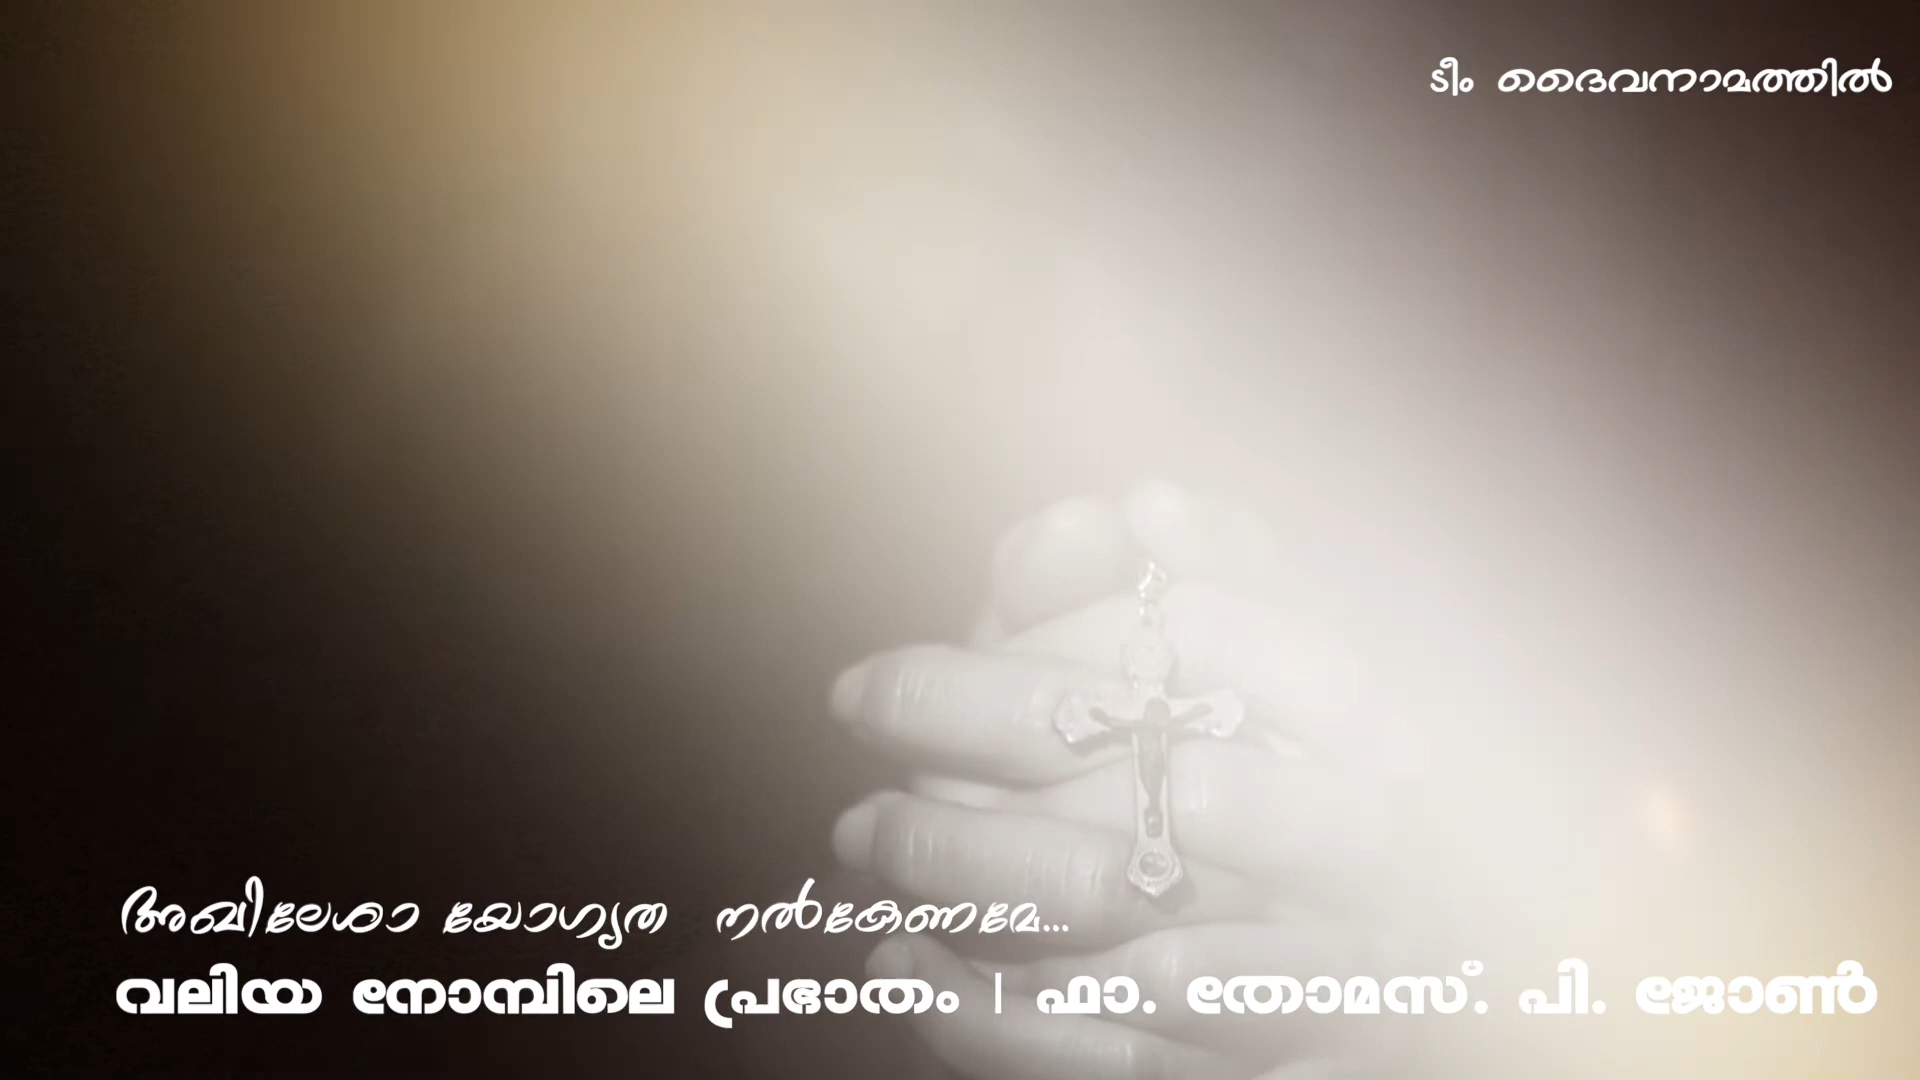 ടീം ദൈവനാമത്തിൽ
അഖിലേശാ യോഗ്യത നൽകേണമേ...
വലിയ നോമ്പിലെ പ്രഭാതം | ഫാ. തോമസ്. പി. ജോൺ